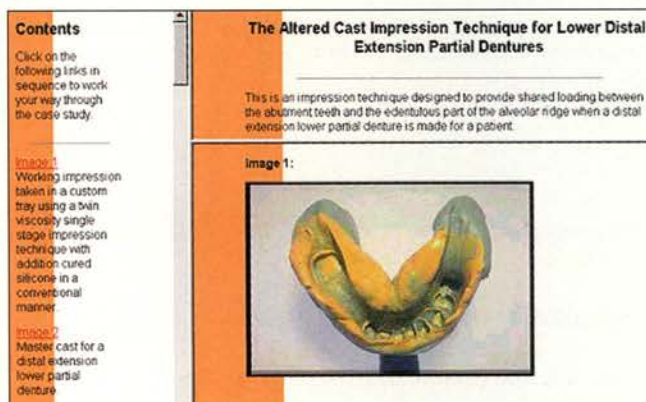 Contents
Click on the
following links in
sequence to work
your way through
the case study.
Image 1
Working impression
taken in a custom
tray using a twin
viscosity single
stage impression
technique with
addition cured
silicone in a
conventional
manner.
Image 2
Master cast for a
distal extension
lower partial
denture
The Altered Cast Impression Technique for Lower Distal
Extension Partial Dentures
This is an impression technique designed to provide shared loading between
the abutment teeth and the edentulous part of the alveolar ridge when a distal
extension lower partial denture is made for a patient.
Image 1: